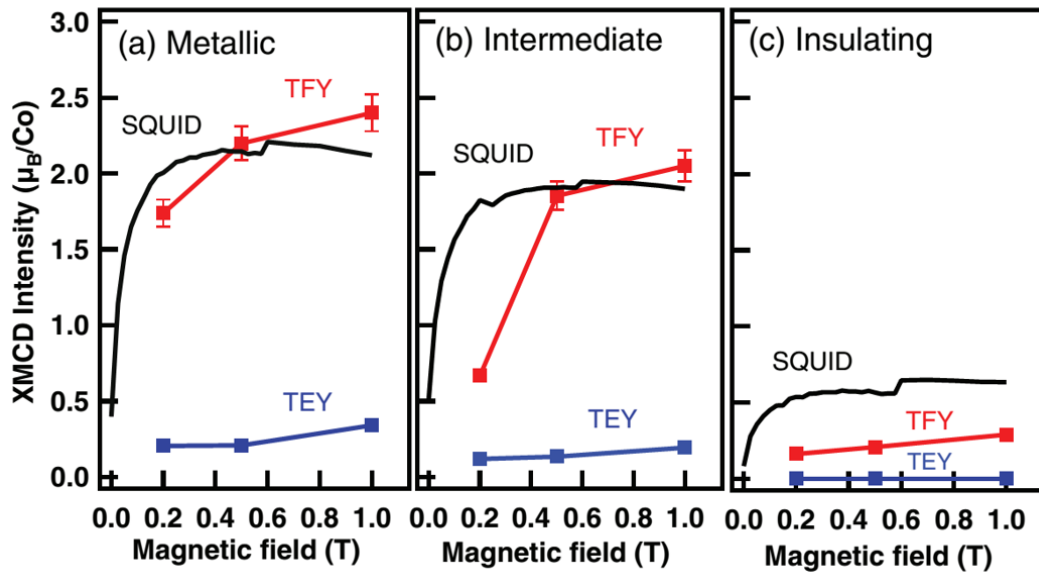 (a) Metallic
(b) Intermediate
(c) Insulating
XMCD Intensity (μB/Co)
3.0
2.5
2.0
1.5
1.0
0.5
0.0
TFY
SQUID
TEY
TFY
SQUID
TEY
SQUID
TFY
TEY
0.0 0.2 0.4 0.6 0.8 1.0
0.0 0.2 0.4 0.6 0.8 1.0
0.0 0.2 0.4 0.6 0.8 1.0
Magnetic field (T)
Magnetic field (T)
Magnetic field (T)